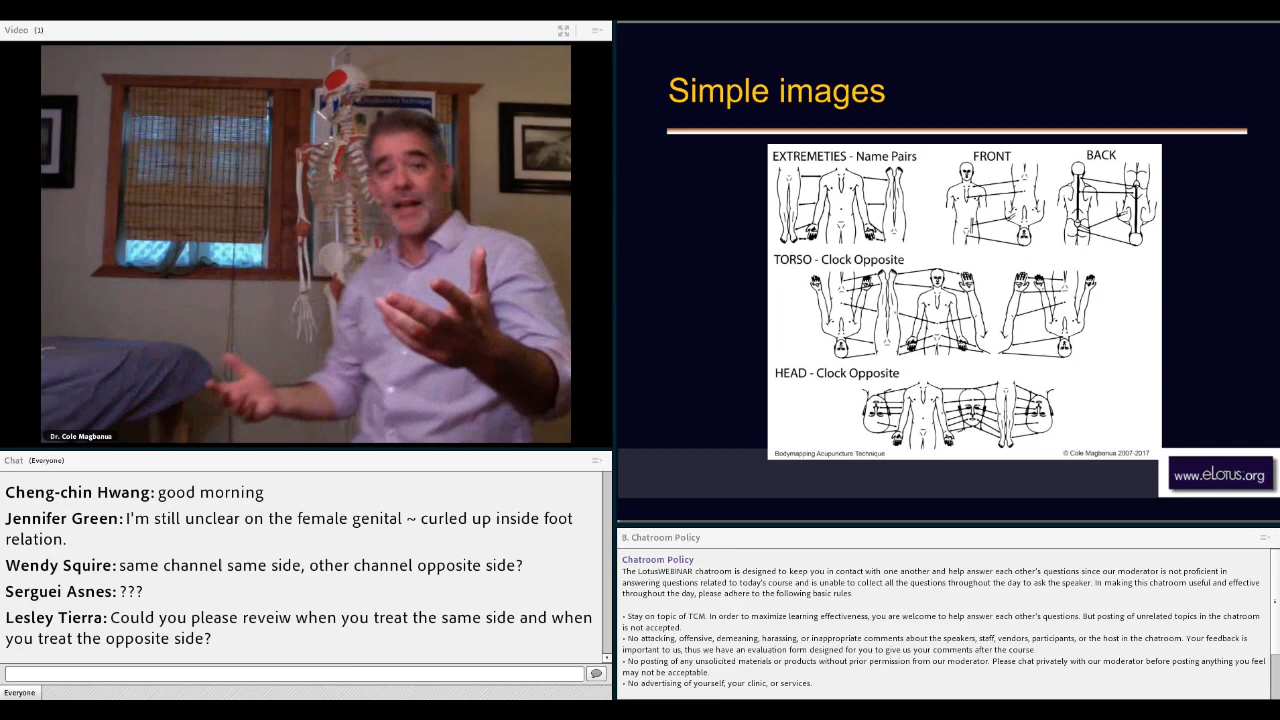 Video (1)
Dr. Cole Magbanua
Chat (Everyone)
Cheng-chin Hwang: good morning
Jennifer Green: I'm still unclear on the female genital ~ curled up inside foot
relation.
Wendy Squire: same channel same side, other channel opposite side?
Serguei Asnes: ???
Lesley Tierra: Could you please reveiw when you treat the same side and when
you treat the opposite side?
Everyone
Simple images
EXTREMETIES - Name Pairs
FRONT
BACK
TORSO - Clock Opposite
HEAD - Clock Opposite
Bodymapping Acupuncture Technique
© Cole Magbanua 2007-2017
www.eLOTUS.org
8. Chatroom Policy
Chatroom Policy
The LotusWEBINAR chatroom is designed to keep you in contact with one another and help answer each other's questions since our moderator is not proficient in
answering questions related to today's course and is unable to collect all the questions throughout the day to ask the speaker. In making this chatroom useful and effective
throughout the day, please adhere to the following basic rules.
• Stay on topic of TCM. In order to maximize learning effectiveness, you are welcome to help answer each other's questions. But posting of unrelated topics in the chatroom
is not accepted.
• No attacking, offensive, demeaning, harassing, or inappropriate comments about the speakers, staff, vendors, participants, or the host in the chatroom. Your feedback is
important to us, thus we have an evaluation form designed for you to give us your comments after the course.
• No posting of any unsolicited materials or products without prior permission from our moderator. Please chat privately with our moderator before posting anything you feel
may not be acceptable.
• No advertising of yourself, your clinic, or services.